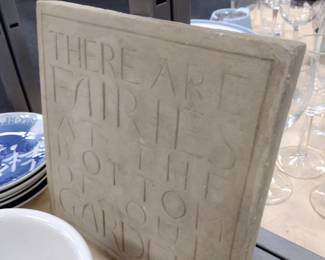 THERE ARE
FAIRIES
AT THE
BOTTOM
OF OUR
GARDEN